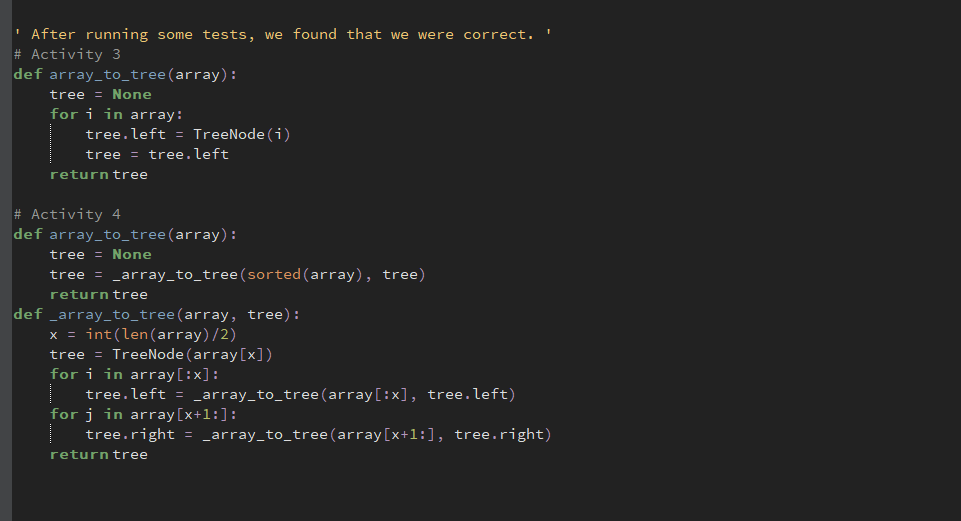 ' After running some tests, we found that we were correct. '
# Activity 3
def array_to_tree(array):
    tree = None
    for i in array:
        tree.left = TreeNode(i)
        tree = tree.left
    return tree
# Activity 4
def array_to_tree(array):
    tree = None
    tree = _array_to_tree(sorted(array), tree)
    return tree
def _array_to_tree(array, tree):
    x = int(len(array)/2)
    tree = TreeNode(array[x])
    for i in array[:x]:
        tree.left = _array_to_tree(array[:x], tree.left)
    for j in array[x+1:]:
        tree.right = _array_to_tree(array[x+1:], tree.right)
    return tree